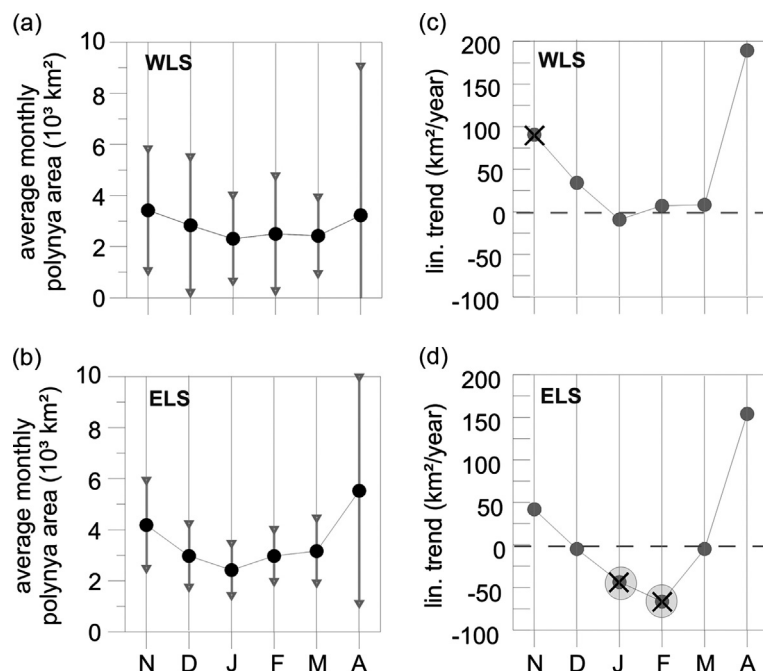 (a)
WLS
average monthly
polynya area (10³ km²)
10
8
6
4
2
0
(c)
WLS
lin. trend (km²/year)
200
150
100
50
0
-50
-100
(b)
ELS
average monthly
polynya area (10³ km²)
10
8
6
4
2
0
N D J F M A
(d)
ELS
lin. trend (km²/year)
200
150
100
50
0
-50
-100
N D J F M A